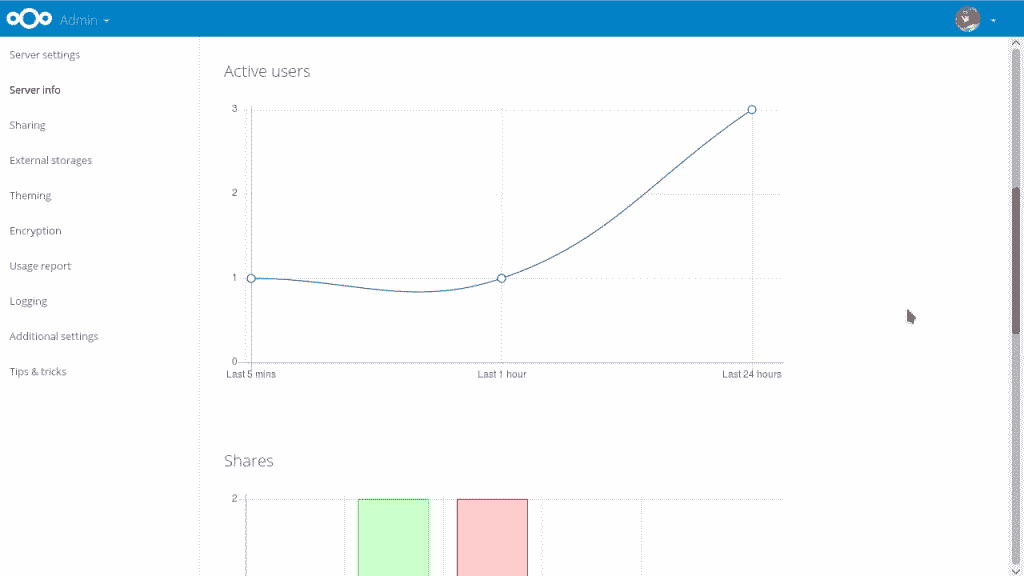 Admin
Server settings
Server info
Sharing
External storages
Theming
Encryption
Usage report
Logging
Additional settings
Tips & tricks
Active users
3
2
1
0
Last 5 mins Last 1 hour Last 24 hours
Shares
2